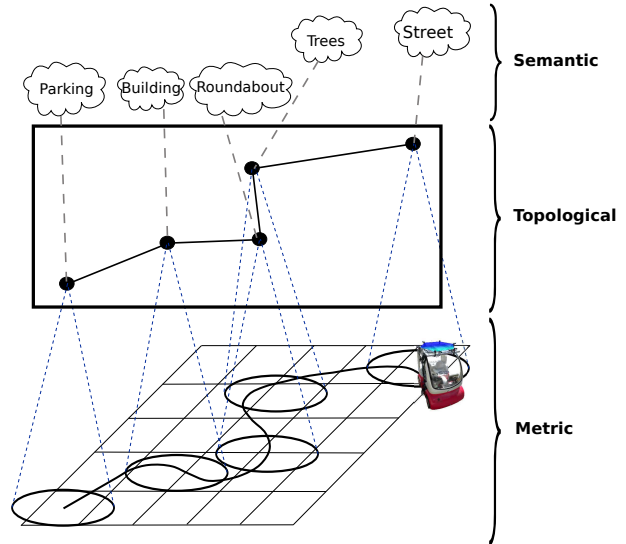 Trees
Street
Semantic
Parking
Building
Roundabout
Topological
Metric